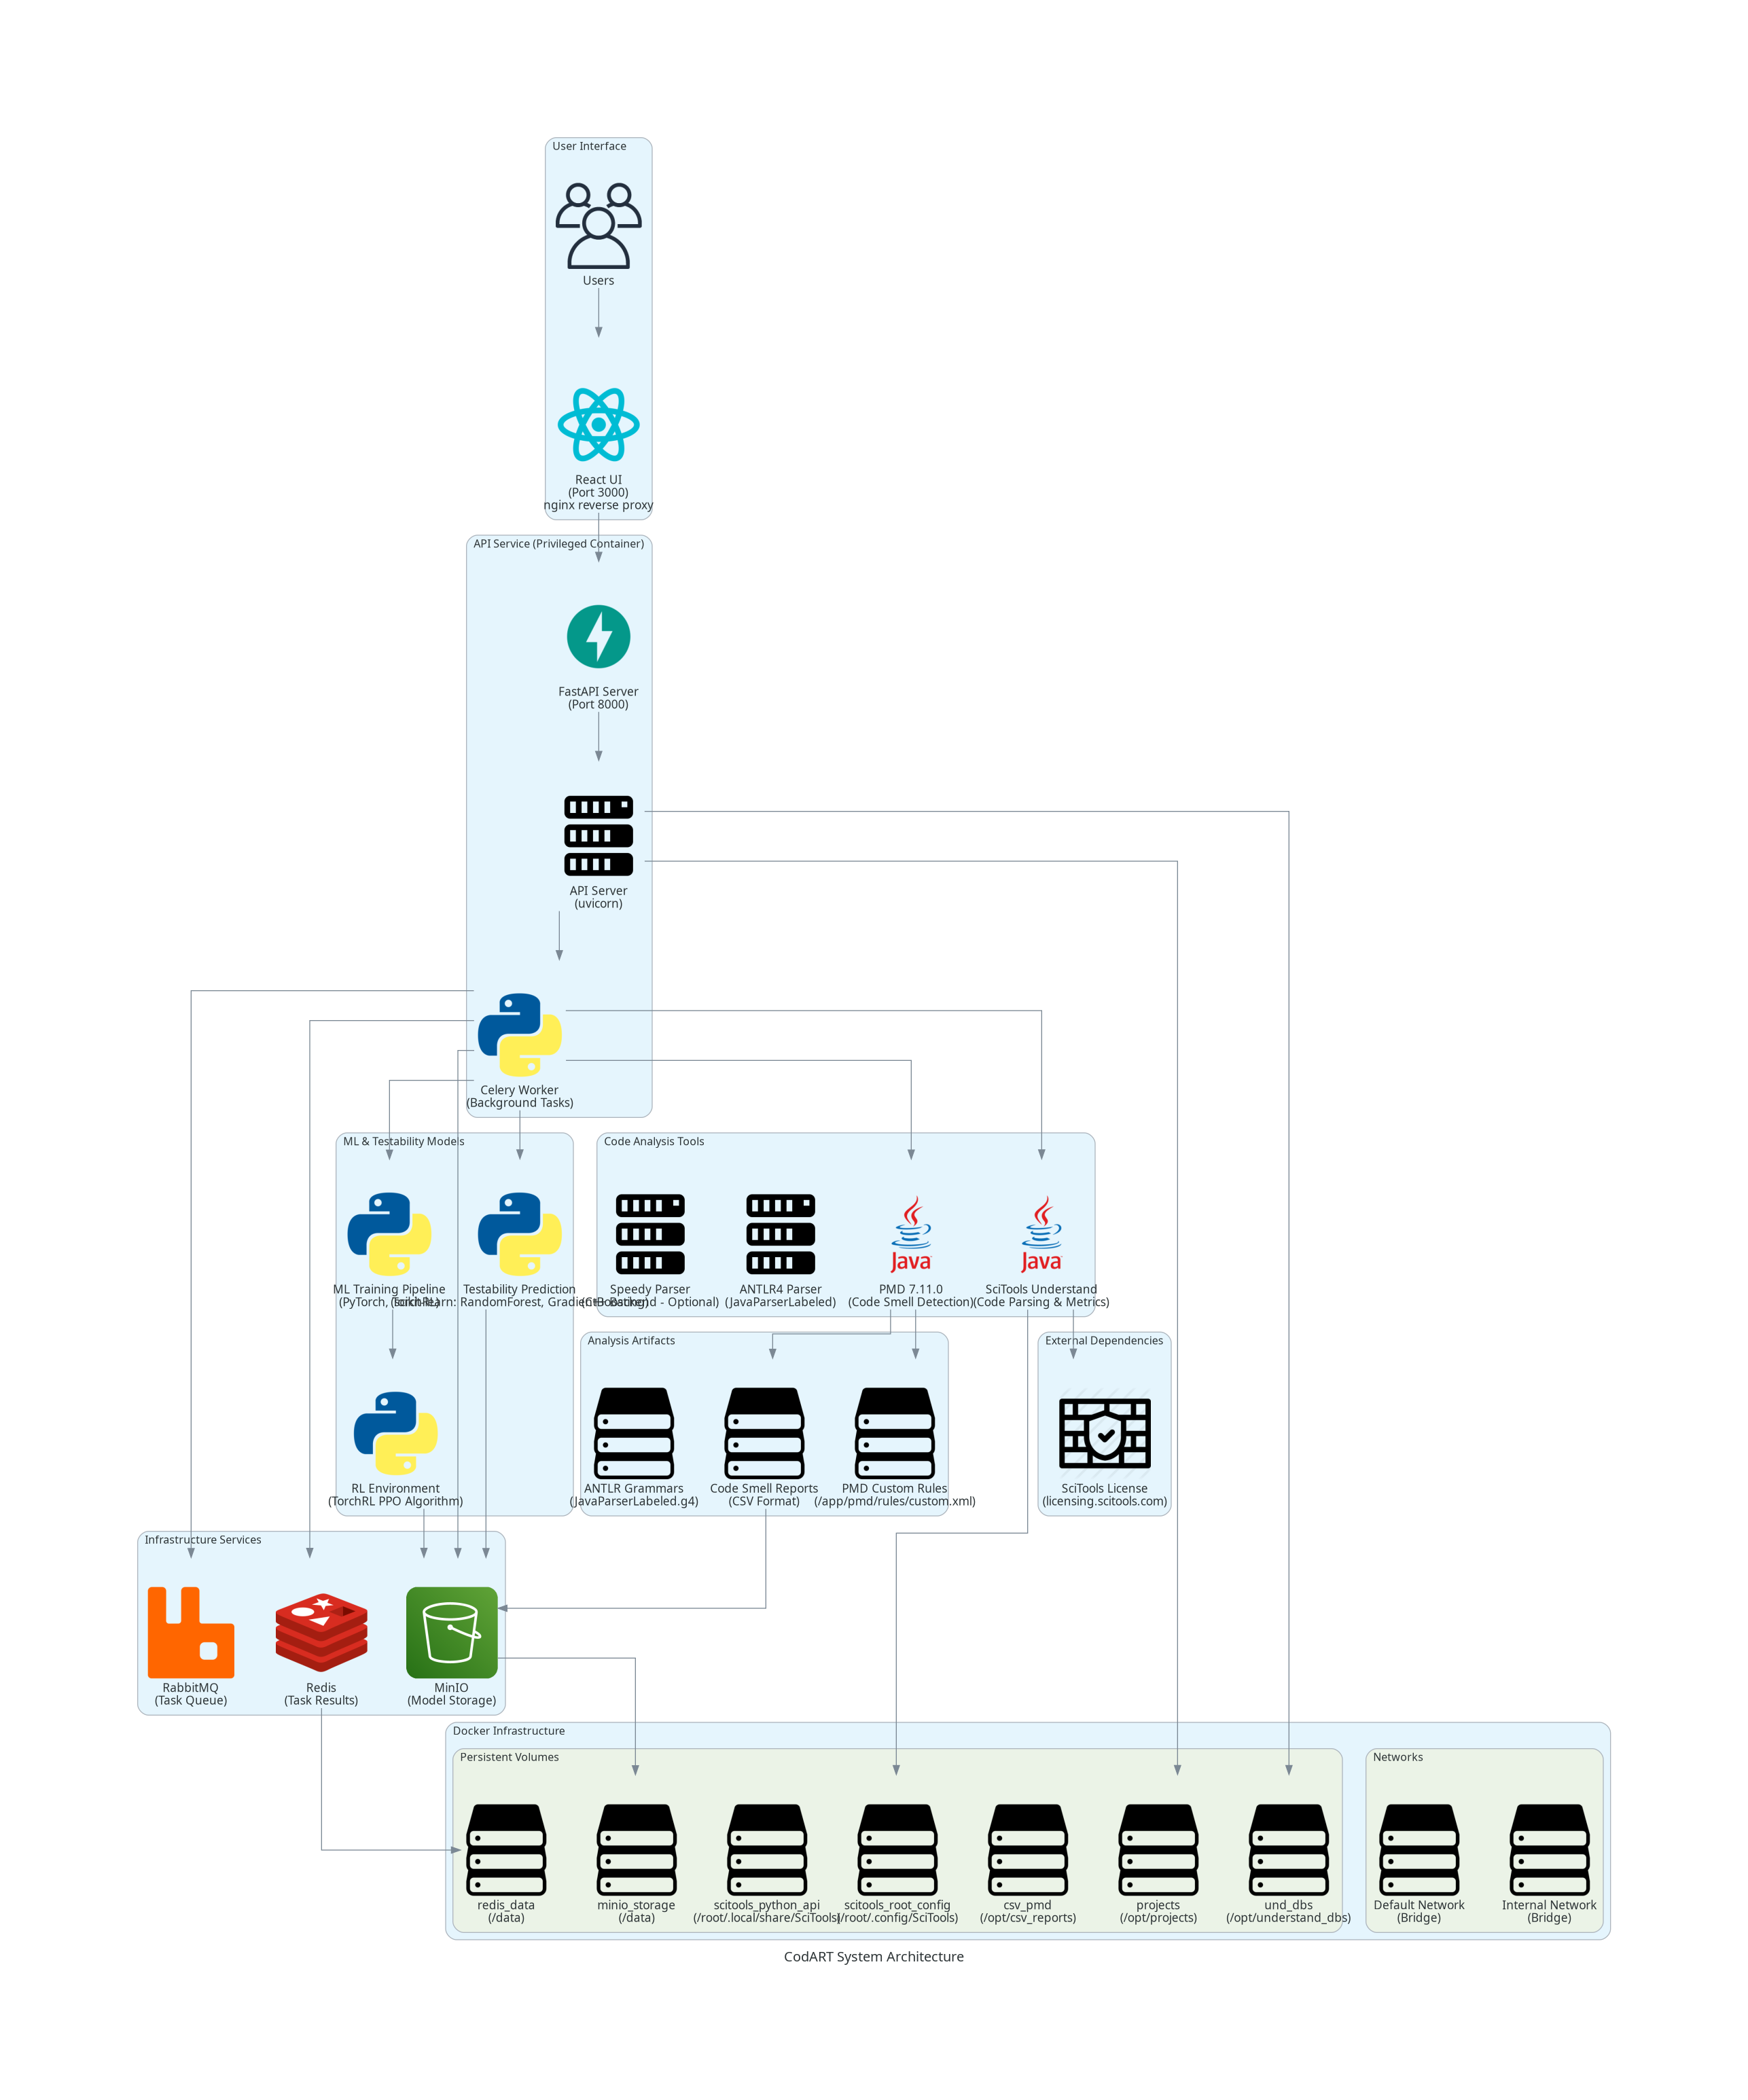 User Interface
Users
React UI
(Port 3000)
nginx reverse proxy
API Service (Privileged Container)
FastAPI Server
(Port 8000)
API Server
(uvicorn)
Celery Worker
(Background Tasks)
ML & Testability Models
ML Training Pipeline
(PyTorch, TorchRL)
Testability Prediction
(scikit-learn: RandomForest, GradientBoosting)
Code Analysis Tools
Speedy Parser
(C++ Backend - Optional)
ANTLR4 Parser
(JavaParserLabeled)
Java
PMD 7.11.0
(Code Smell Detection)
Java
SciTools Understand
(Code Parsing & Metrics)
RL Environment
(TorchRL PPO Algorithm)
Analysis Artifacts
ANTLR Grammars
(JavaParserLabeled.g4)
Code Smell Reports
(CSV Format)
PMD Custom Rules
(/app/pmd/rules/custom.xml)
External Dependencies
SciTools License
(licensing.scitools.com)
Infrastructure Services
RabbitMQ
(Task Queue)
Redis
(Task Results)
MinIO
(Model Storage)
Docker Infrastructure
Persistent Volumes
redis_data
(/data)
minio_storage
(/data)
scitools_python_api
(/root/.local/share/SciTools)
scitools_root_config
(/root/.config/SciTools)
csv_pmd
(/opt/csv_reports)
projects
(/opt/projects)
und_dbs
(/opt/understand_dbs)
Networks
Default Network
(Bridge)
Internal Network
(Bridge)
CodART System Architecture